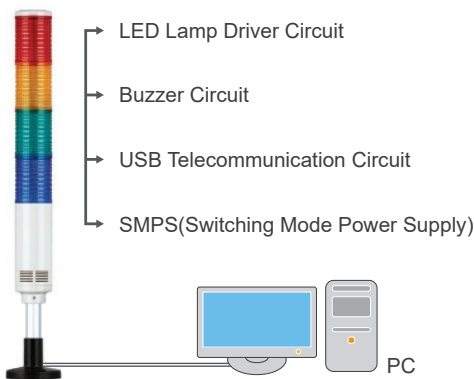 LED Lamp Driver Circuit
Buzzer Circuit
USB Telecommunication Circuit
SMPS(Switching Mode Power Supply)
PC